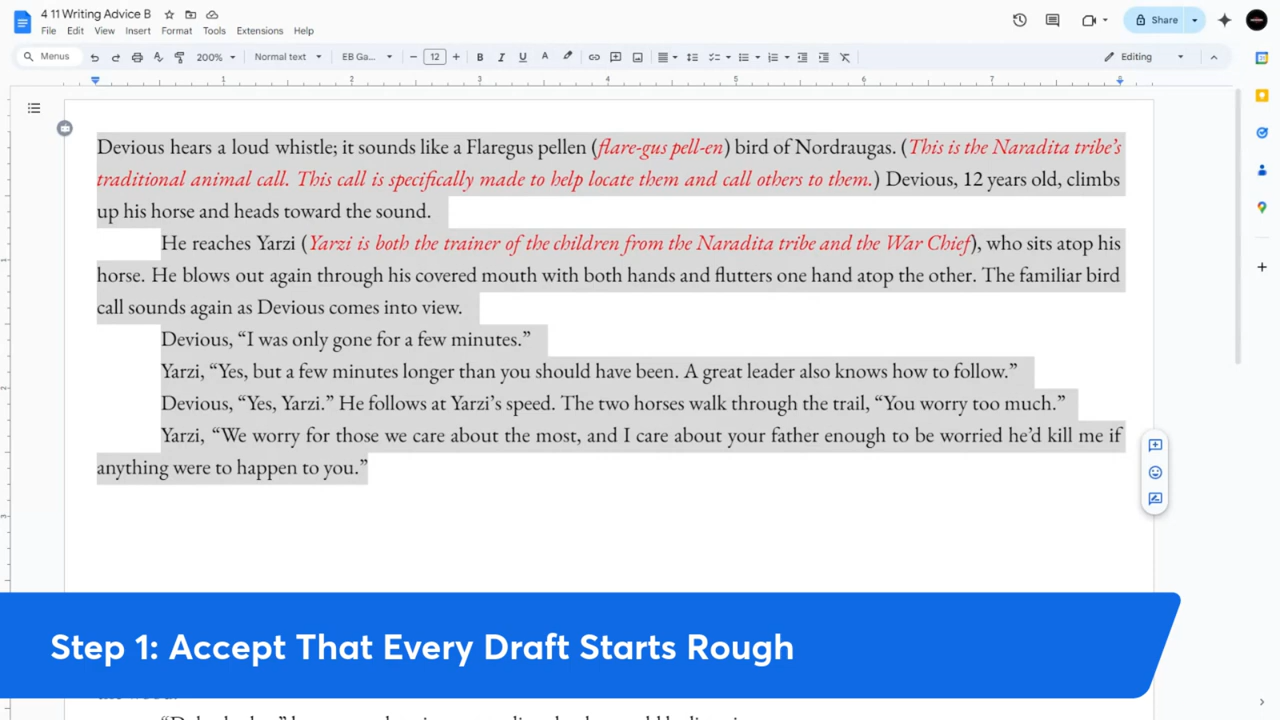 4 11 Writing Advice B
File Edit View Insert Format Tools Extensions Help
Share
Menus 200% Normal text EB Ga... 12 Editing
1 2 3 4 5 6 7 8
Devious hears a loud whistle; it sounds like a Flaregus pellen (flare-gus pell-en) bird of Nordraugas. (This is the Naradita tribe’s
traditional animal call. This call is specifically made to help locate them and call others to them.) Devious, 12 years old, climbs
up his horse and heads toward the sound.
He reaches Yarzi (Yarzi is both the trainer of the children from the Naradita tribe and the War Chief), who sits atop his
horse. He blows out again through his covered mouth with both hands and flutters one hand atop the other. The familiar bird
call sounds again as Devious comes into view.
Devious, “I was only gone for a few minutes.”
Yarzi, “Yes, but a few minutes longer than you should have been. A great leader also knows how to follow.”
Devious, “Yes, Yarzi.” He follows at Yarzi’s speed. The two horses walk through the trail, “You worry too much.”
Yarzi, “We worry for those we care about the most, and I care about your father enough to be worried he’d kill me if
anything were to happen to you.”
Step 1: Accept That Every Draft Starts Rough